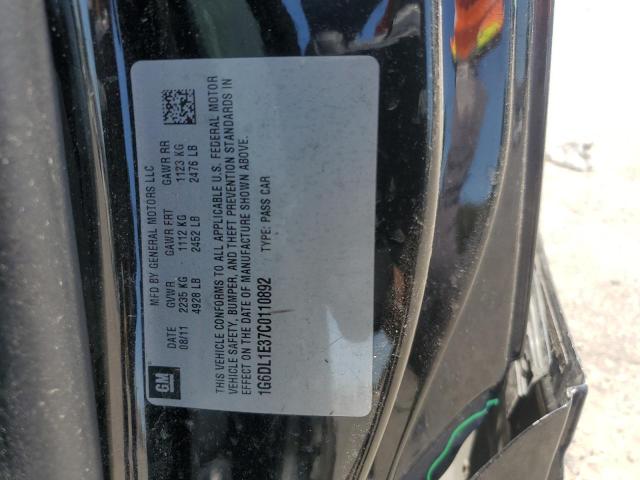 GM
MFD BY GENERAL MOTORS LLC
DATE GVWR GAWR FRT GAWR RR
08/11 2235 KG 1112 KG 1123 KG
4928 LB 2452 LB 2476 LB
THIS VEHICLE CONFORMS TO ALL APPLICABLE U.S. FEDERAL MOTOR
VEHICLE SAFETY, BUMPER, AND THEFT PREVENTION STANDARDS IN
EFFECT ON THE DATE OF MANUFACTURE SHOWN ABOVE.
1G6DL1E37C0110892 TYPE: PASS CAR